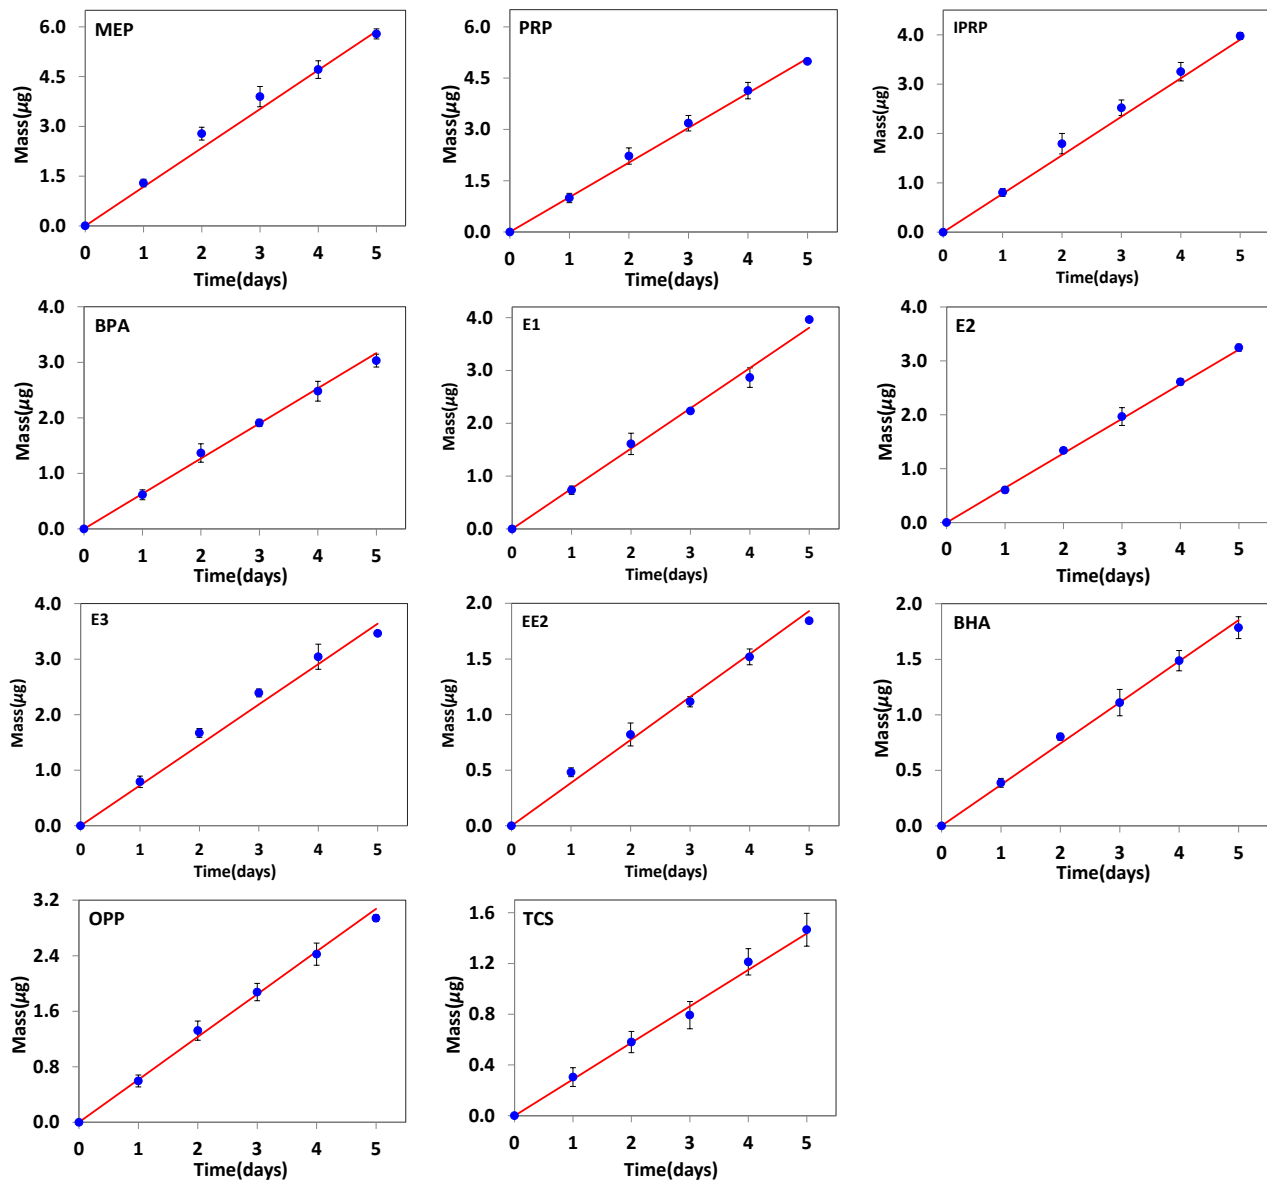 MEP
Mass(µg)
6.0
4.5
3.0
1.5
0.0
0 1 2 3 4 5
Time(days)
PRP
Mass(µg)
6.0
4.5
3.0
1.5
0.0
0 1 2 3 4 5
Time(days)
IPRP
Mass(µg)
4.0
3.0
2.0
1.0
0.0
0 1 2 3 4 5
Time(days)
BPA
Mass(µg)
4.0
3.0
2.0
1.0
0.0
0 1 2 3 4 5
Time(days)
E1
Mass(µg)
4.0
3.0
2.0
1.0
0.0
0 1 2 3 4 5
Time(days)
E2
Mass(µg)
4.0
3.0
2.0
1.0
0.0
0 1 2 3 4 5
Time(days)
E3
Mass(µg)
4.0
3.0
2.0
1.0
0.0
0 1 2 3 4 5
Time(days)
EE2
Mass(µg)
2.0
1.5
1.0
0.5
0.0
0 1 2 3 4 5
Time(days)
BHA
Mass(µg)
2.0
1.5
1.0
0.5
0.0
0 1 2 3 4 5
Time(days)
OPP
Mass(µg)
3.2
2.4
1.6
0.8
0.0
0 1 2 3 4 5
Time(days)
TCS
Mass(µg)
1.6
1.2
0.8
0.4
0.0
0 1 2 3 4 5
Time(days)